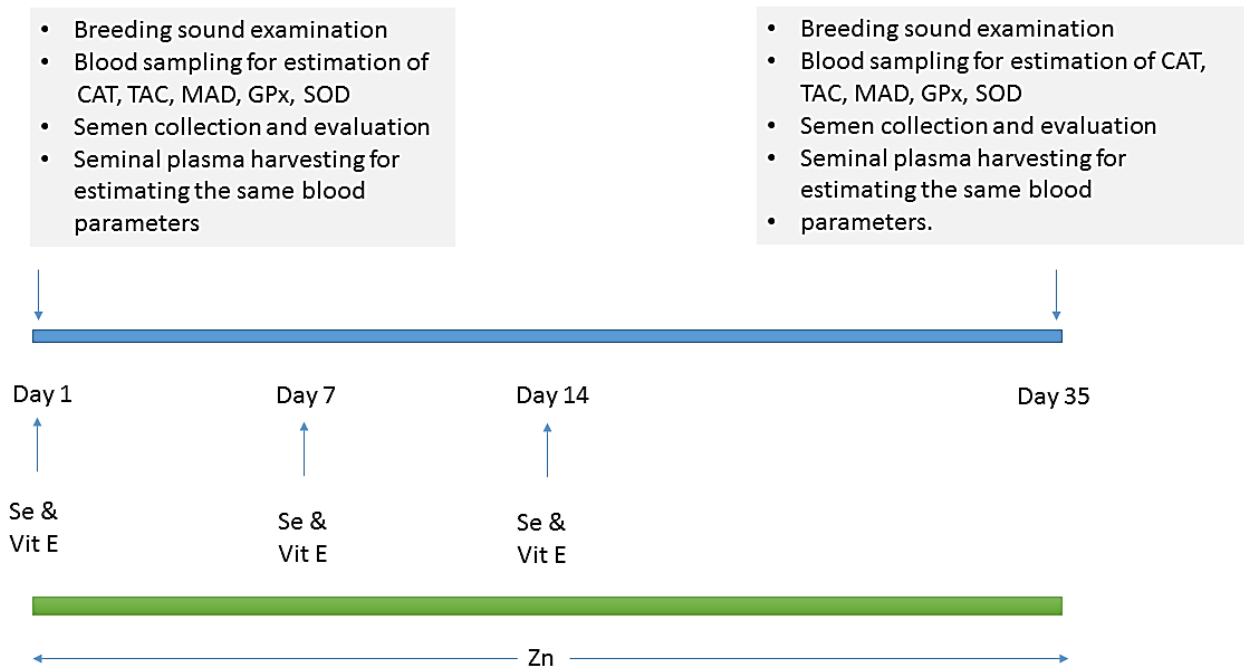 • Breeding sound examination
• Blood sampling for estimation of
CAT, TAC, MAD, GPx, SOD
• Semen collection and evaluation
• Seminal plasma harvesting for
estimating the same blood
parameters
• Breeding sound examination
• Blood sampling for estimation of CAT,
TAC, MAD, GPx, SOD
• Semen collection and evaluation
• Seminal plasma harvesting for
estimating the same blood
• parameters.
Day 1
Day 7
Day 14
Day 35
Se &
Vit E
Se &
Vit E
Se &
Vit E
Zn